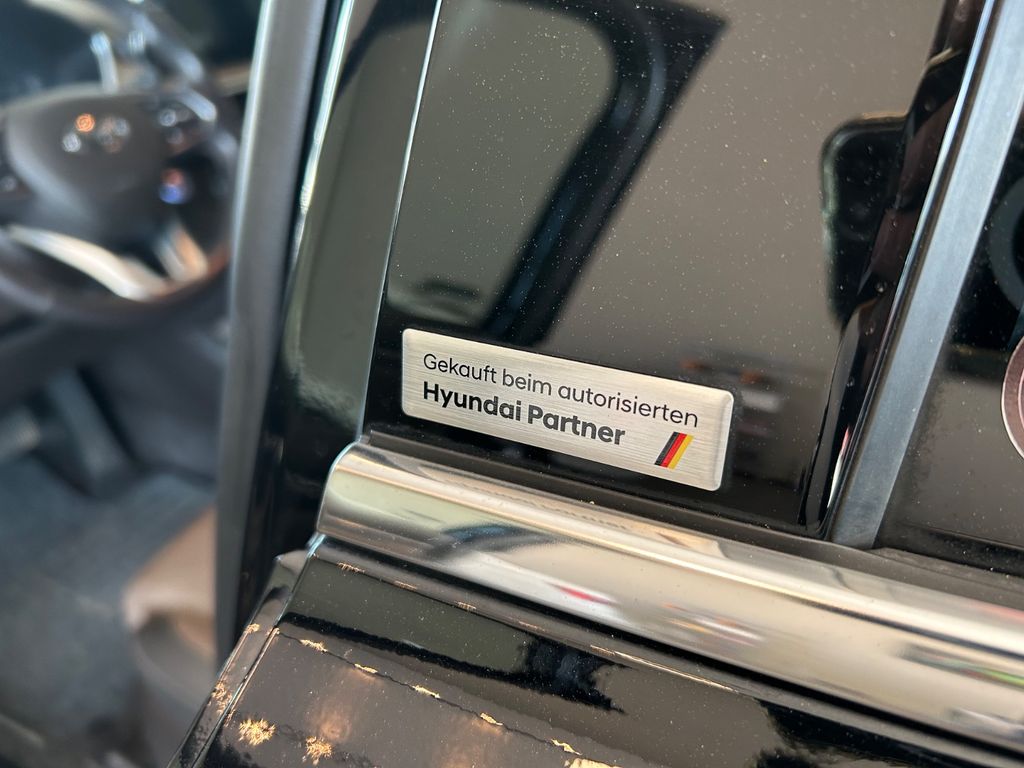 Gekauft beim autorisierten
Hyundai Partner